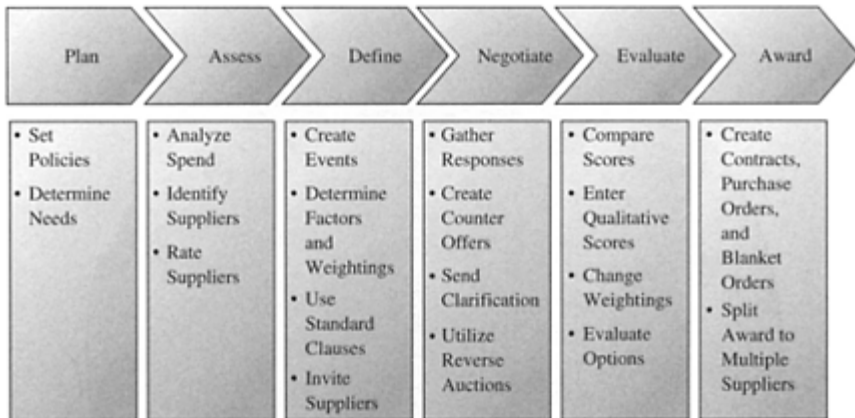 Plan
Assess
Define
Negotiate
Evaluate
Award
• Set
Policies
• Determine
Needs
• Analyze
Spend
• Identify
Suppliers
• Rate
Suppliers
• Create
Events
• Determine
Factors
and
Weightings
• Use
Standard
Clauses
• Invite
Suppliers
• Gather
Responses
• Create
Counter
Offers
• Send
Clarification
• Utilize
Reverse
Auctions
• Compare
Scores
• Enter
Qualitative
Scores
• Change
Weightings
• Evaluate
Options
• Create
Contracts,
Purchase
Orders,
and
Blanket
Orders
• Split
Award to
Multiple
Suppliers